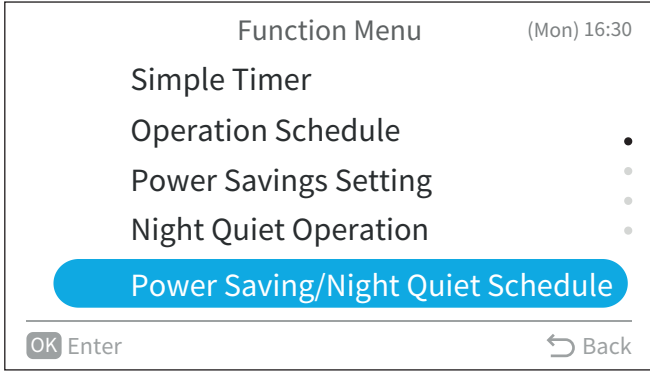 Function Menu (Mon) 16:30
Simple Timer
Operation Schedule
Power Savings Setting
Night Quiet Operation
Power Saving/Night Quiet Schedule
OK Enter Back